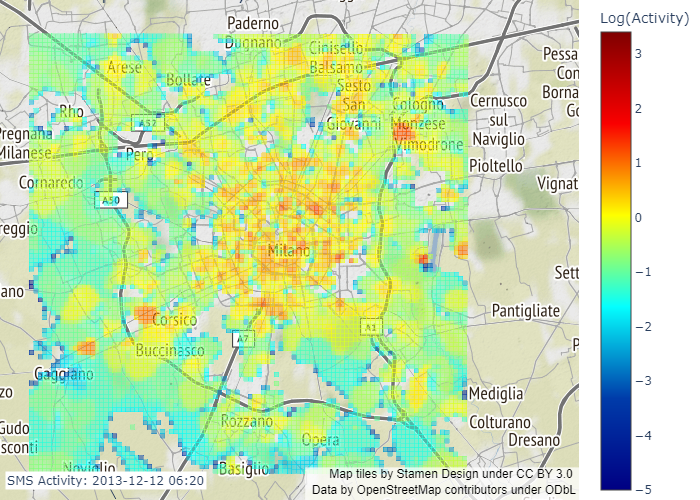 Log(Activity)
3
2
1
0
−1
−2
−3
−4
−5
Paderno
Dugnano
Cinisello
Balsamo
Arese
Bollate
Sesto
San
Giovanni
Cologno
Monzese
Vimodrone
Cernusco
sul
Naviglio
Pessa
Con
Borna
Go
Rho
A52
Pregnana
Milanese
Pero
Pioltello
Cornaredo
A50
Vignat
reggio
Milano
Sett
ano
Pantigliate
Corsico
A7
A1
Buccinasco
P
Gaggiano
zo
Mediglia
Rozzano
Colturano
Gudo
sconti
Opera
Dresano
Noviglio
Basiglio
SMS Activity: 2013-12-12 06:20
Map tiles by Stamen Design under CC BY 3.0
Data by OpenStreetMap contributors under ODbL